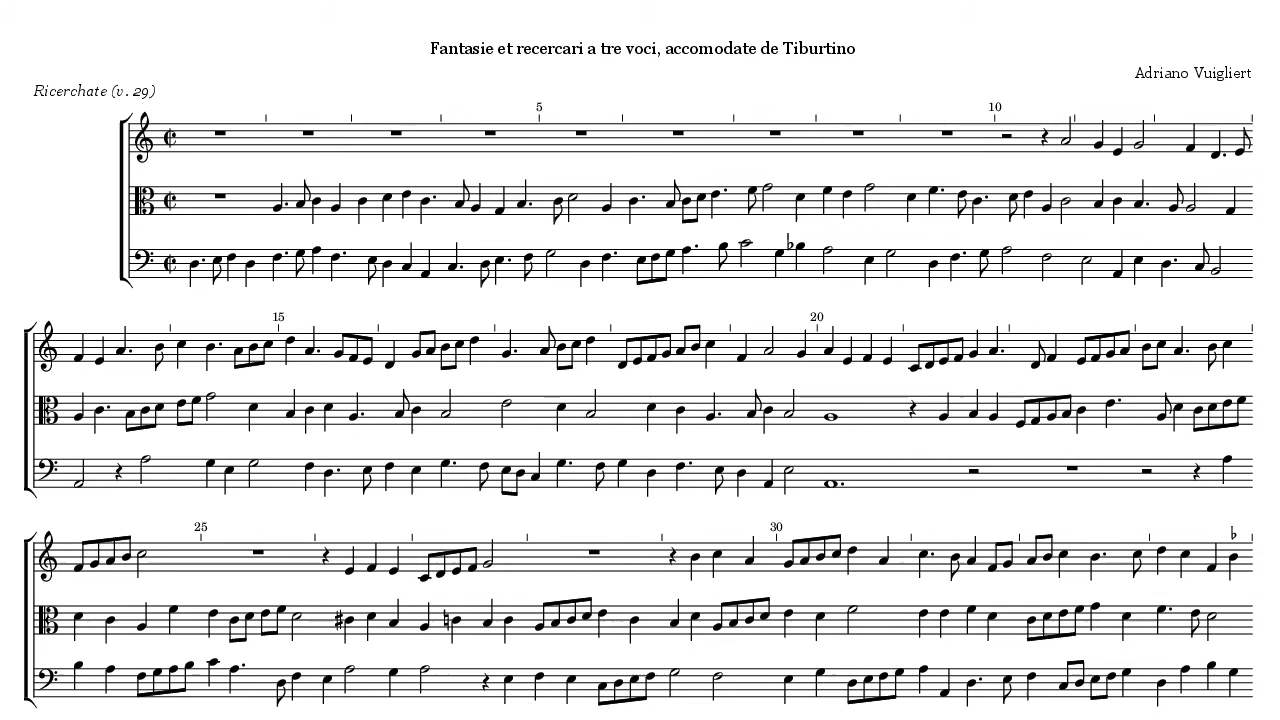 Fantasie et recercari a tre voci, accomodate de Tiburtino
Adriano Vuigliert
Ricerchate (v. 29)
5
10
15
20
25
30